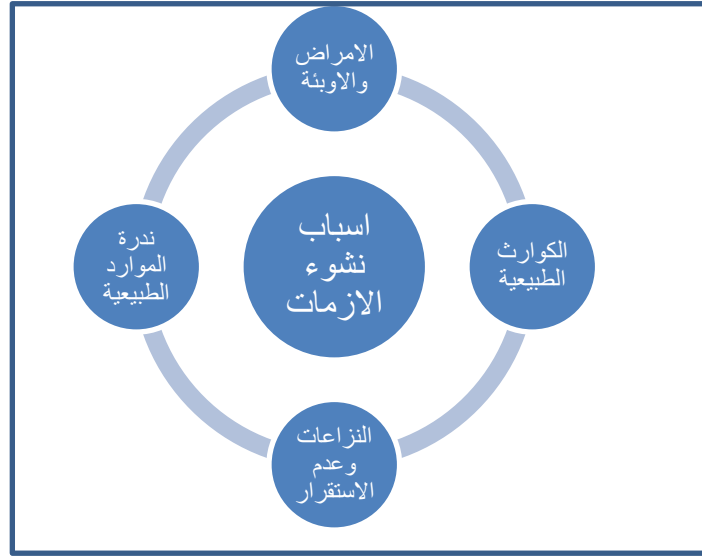 الامراض
والاوبئة
اسباب
نشوء
الازمات
الكوارث
الطبيعية
ندرة
الموارد
الطبيعية
النزاعات
وعدم
الاستقرار